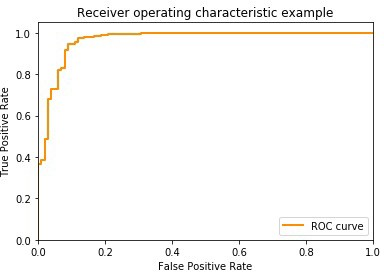 Receiver operating characteristic example
1.0
0.8
0.6
0.4
0.2
0.0
True Positive Rate
ROC curve
0.0 0.2 0.4 0.6 0.8 1.0
False Positive Rate